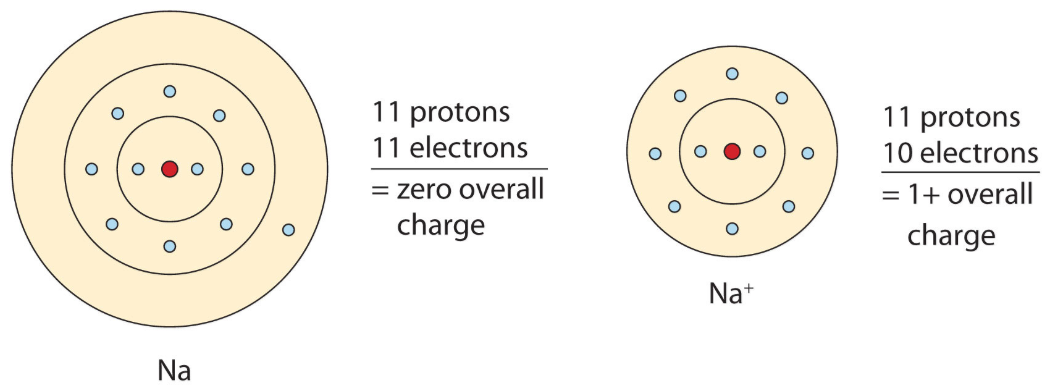 11 protons
11 electrons
= zero overall
charge
Na
11 protons
10 electrons
= 1+ overall
charge
Na⁺